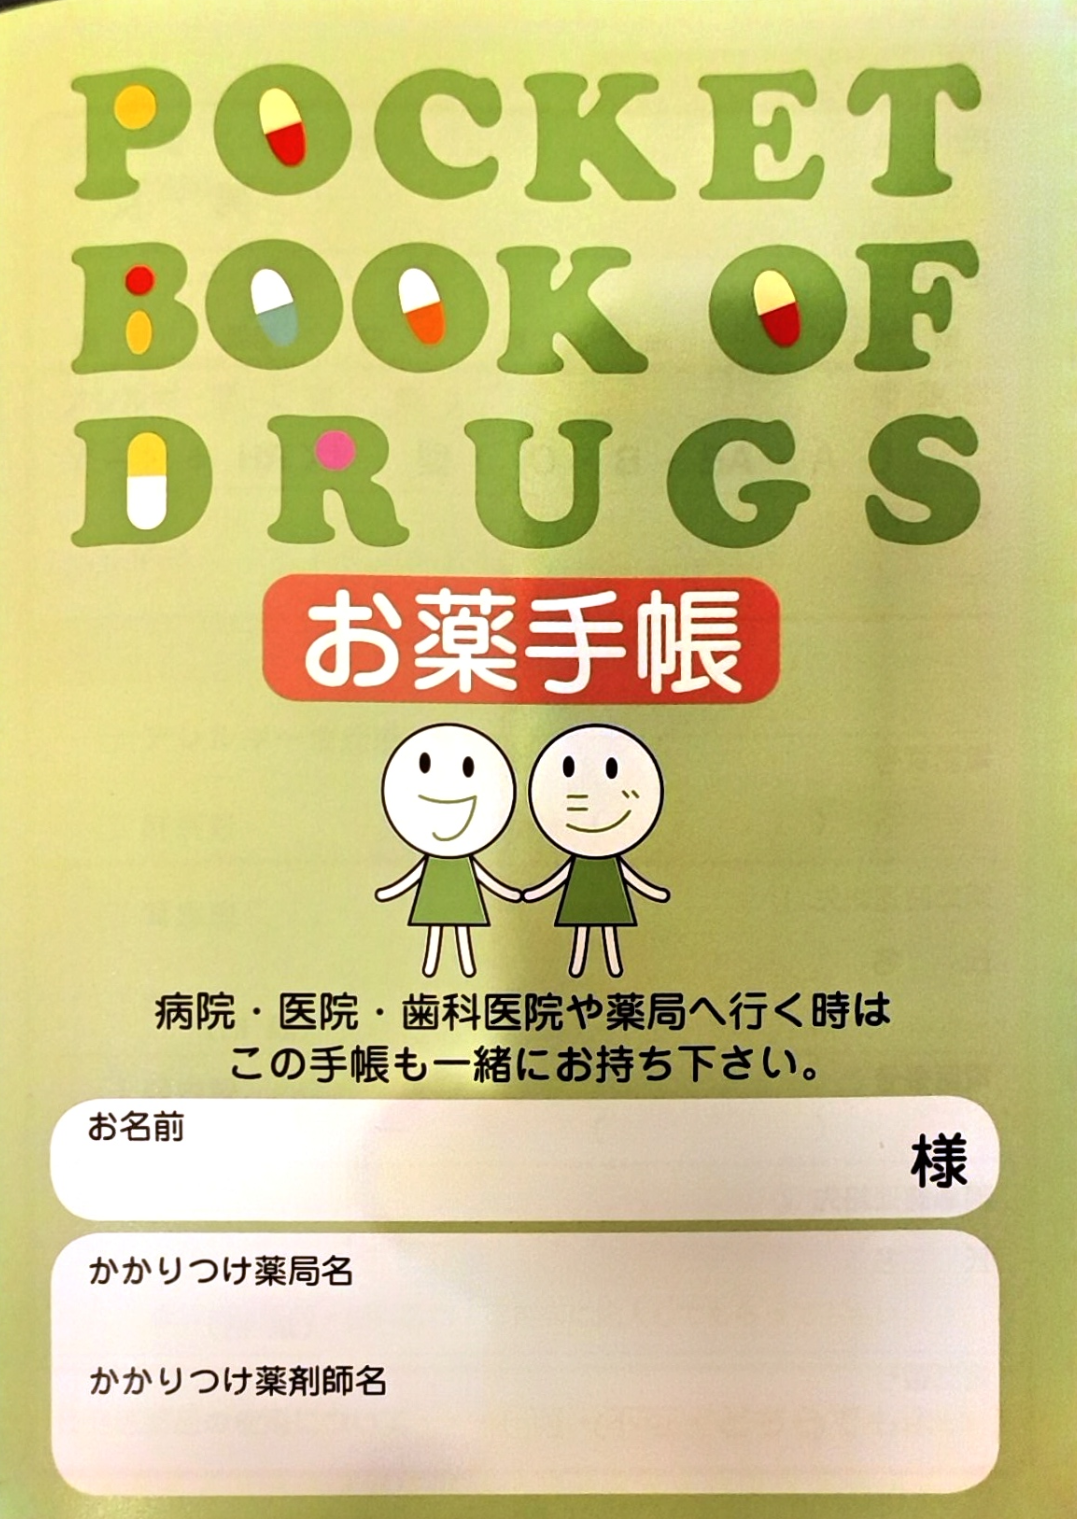 POCKET
BOOK OF
DRUGS
お薬手帳
病院・医院・歯科医院や薬局へ行く時は
この手帳も一緒にお持ち下さい。
お名前
様
かかりつけ薬局名
かかりつけ薬剤師名